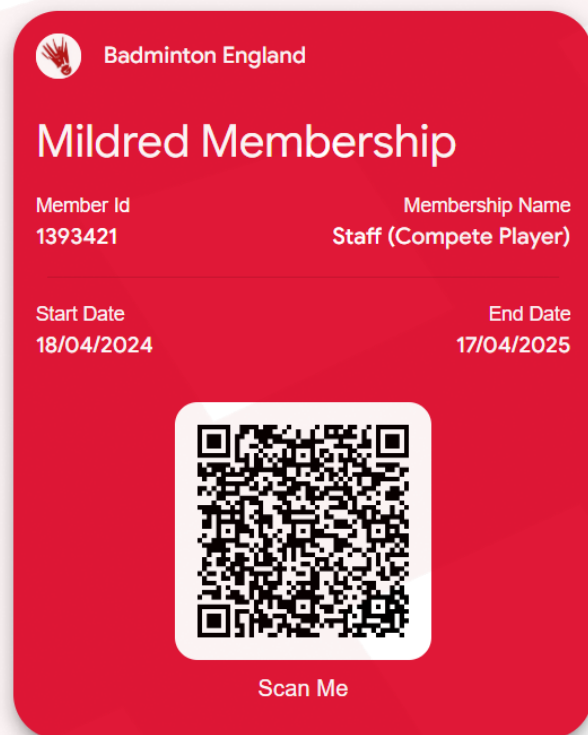 Badminton England
Mildred Membership
Member Id Membership Name
1393421 Staff (Compete Player)
Start Date End Date
18/04/2024 17/04/2025
Scan Me